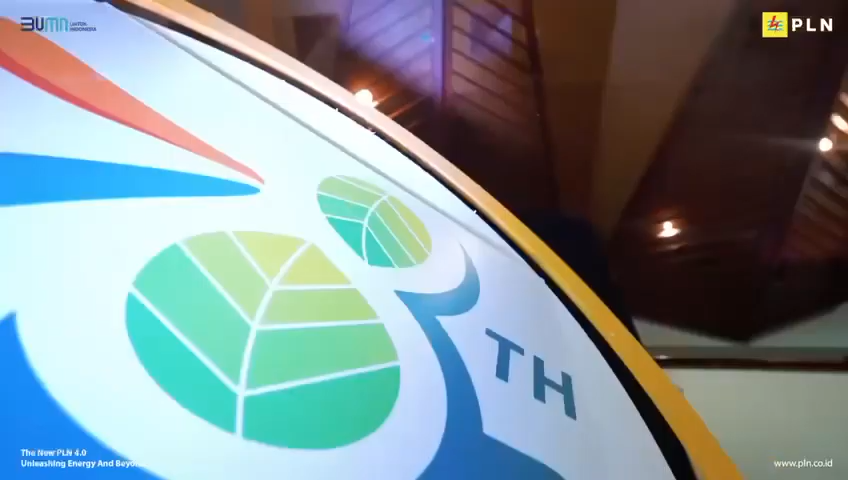 BUMN UNTUK
INDONESIA
PLN
TH
The New PLN 4.0
Unleashing Energy And Beyond
www.pln.co.id